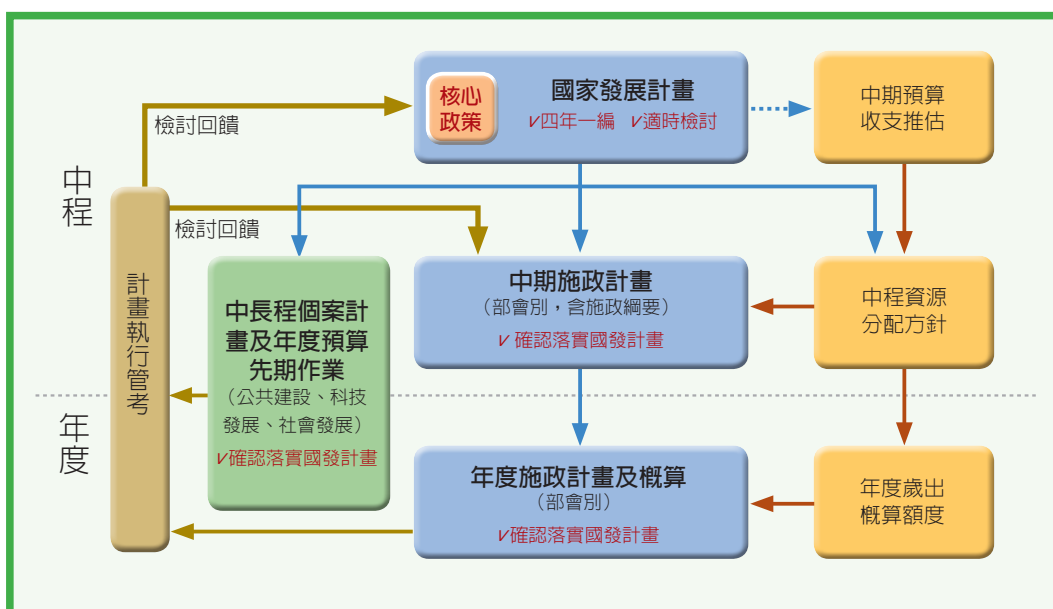 核心
政策
國家發展計畫
v四年一編 v適時檢討
中期預算
收支推估
檢討回饋
中程
檢討回饋
計畫執行管考
中長程個案計
畫及年度預算
先期作業
(公共建設、科技
發展、社會發展)
v確認落實國發計畫
中期施政計畫
(部會別,含施政綱要)
v 確認落實國發計畫
中程資源
分配方針
年度
年度施政計畫及概算
(部會別)
v確認落實國發計畫
年度歲出
概算額度